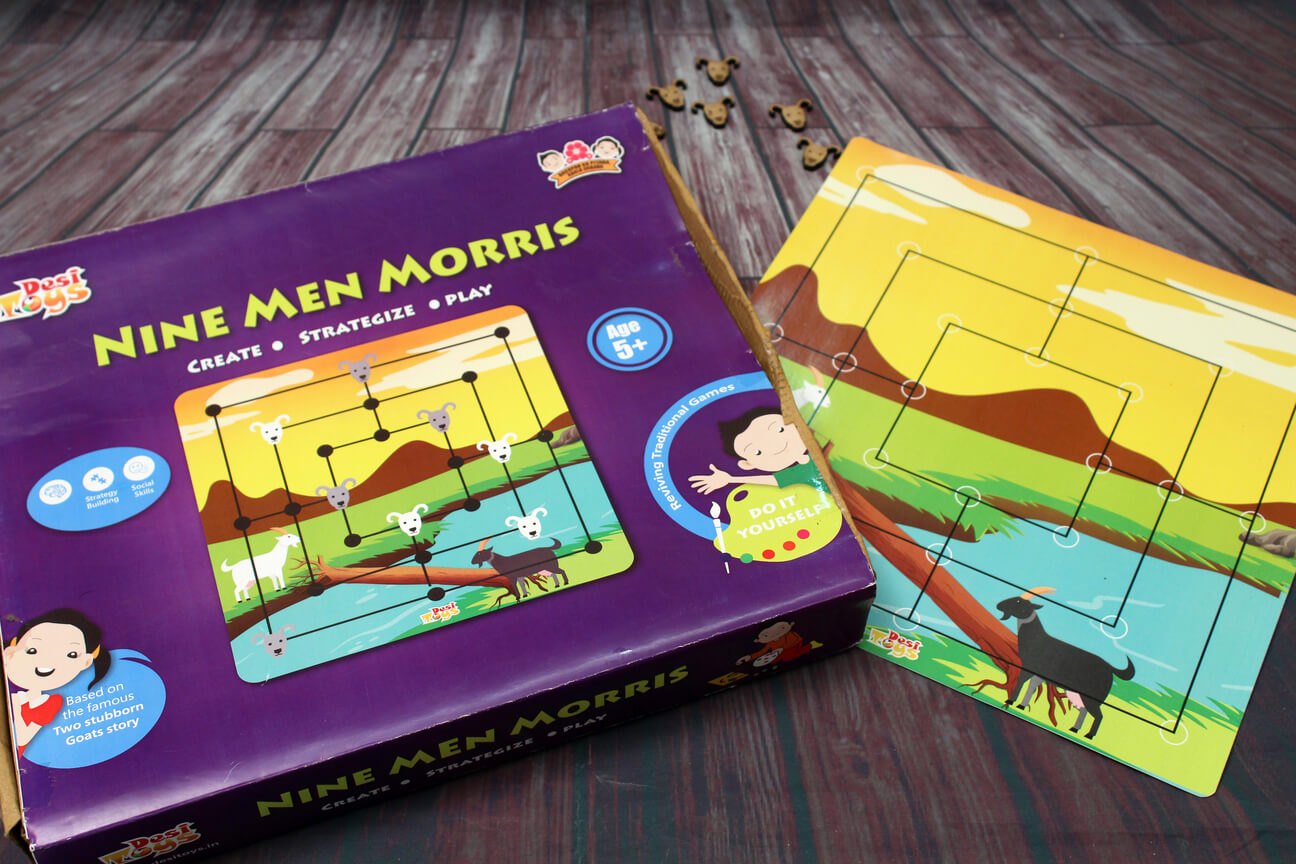 Desi
Toys
NINE MEN MORRIS
CREATE • STRATEGIZE • PLAY
Age
5+
Reviving Traditional Games
DO IT
YOURSELF
Strategy
Building
Social
Skills
Desi
Toys
Based on
the famous
Two stubborn
Goats story
NINE MEN MORRIS
CREATE • STRATEGIZE • PLAY
Desi
Toys
desitoys.in
Desi
Toys